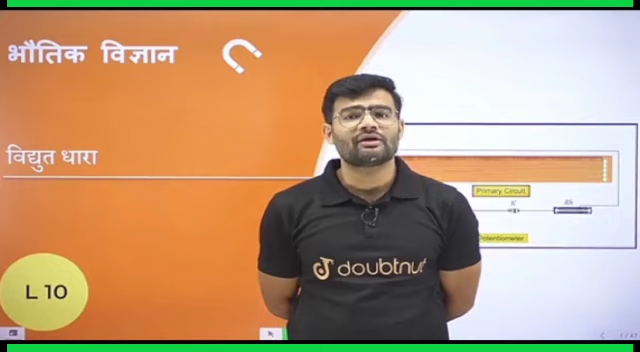 भौतिक विज्ञान
विद्युत धारा
L 10
Primary Circuit
K
Rh
Potentiometer
doubtnut